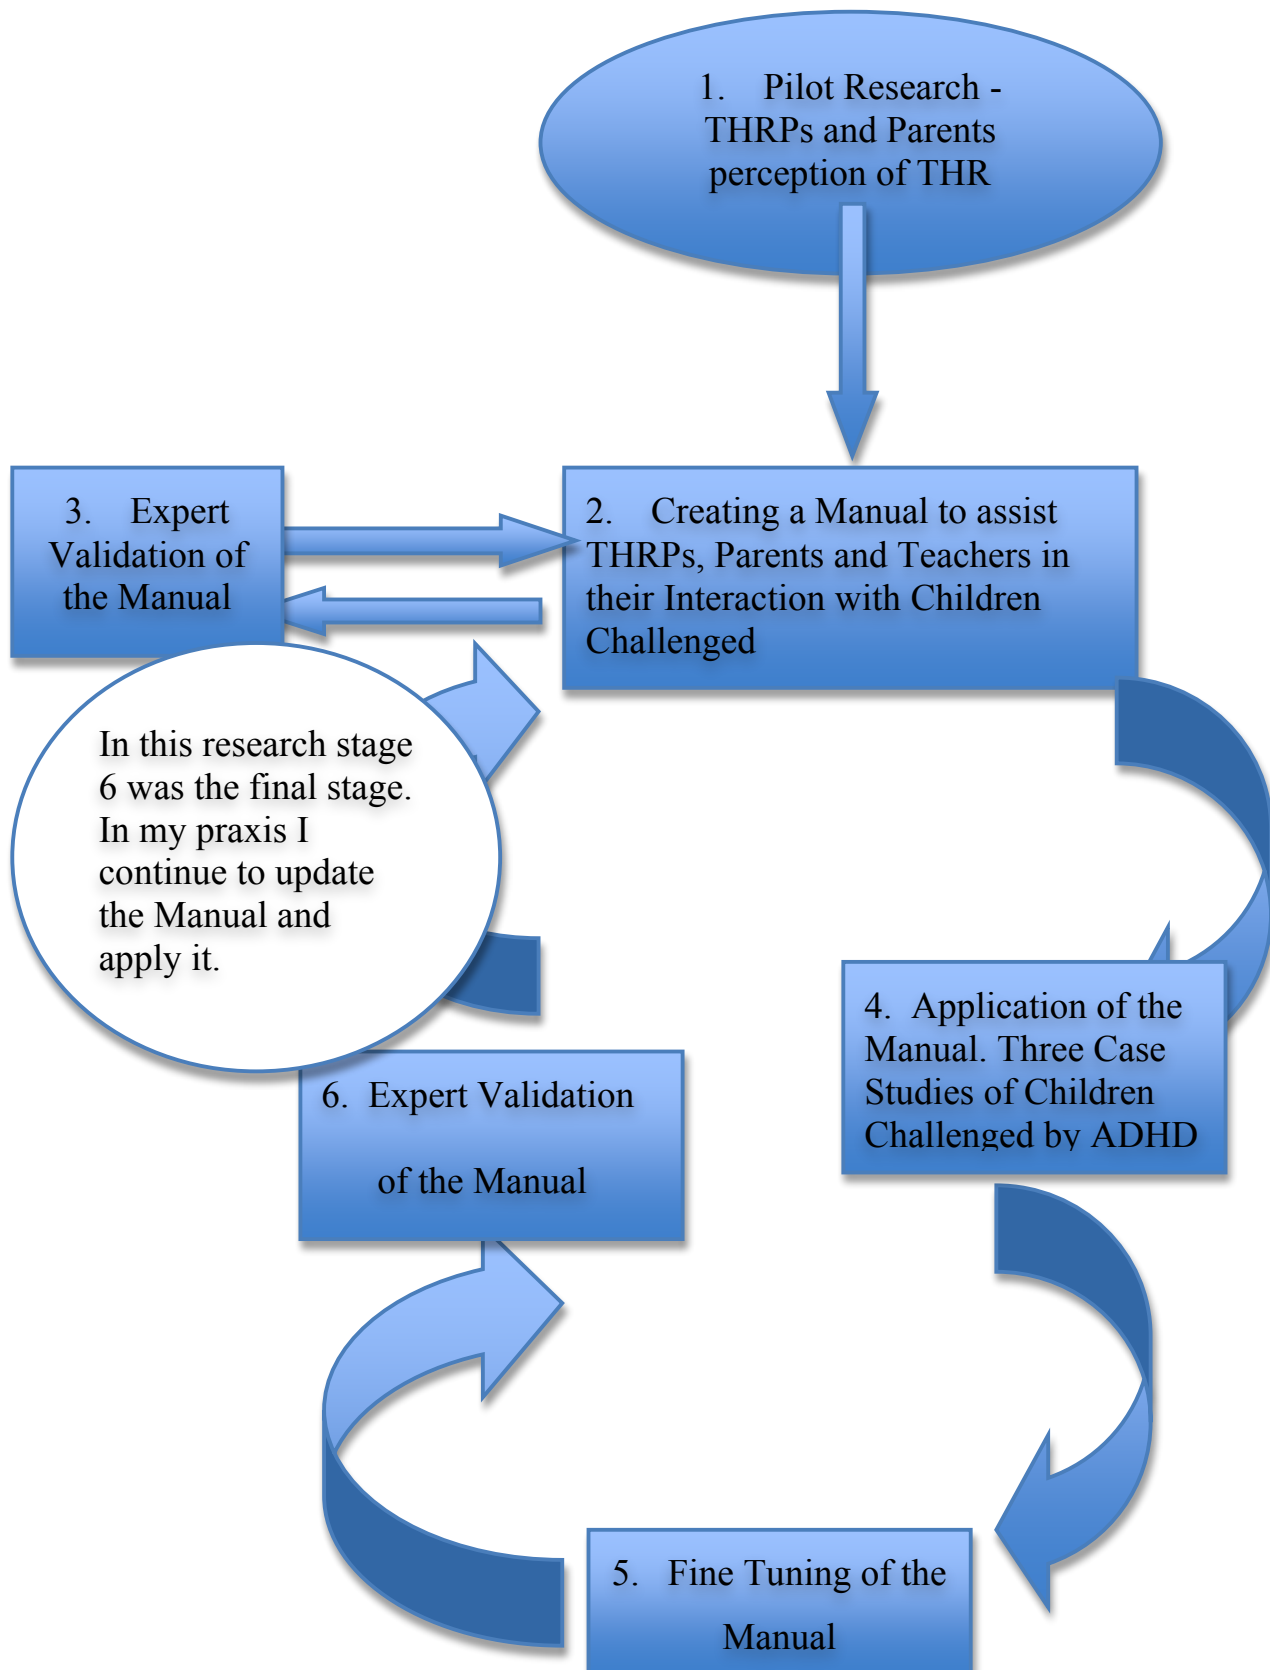 1. Pilot Research -
THRPs and Parents
perception of THR
3. Expert
Validation of
the Manual
2. Creating a Manual to assist
THRPs, Parents and Teachers in
their Interaction with Children
Challenged
In this research stage
6 was the final stage.
In my praxis I
continue to update
the Manual and
apply it.
4. Application of the
Manual. Three Case
Studies of Children
Challenged by ADHD
6. Expert Validation
of the Manual
5. Fine Tuning of the
Manual